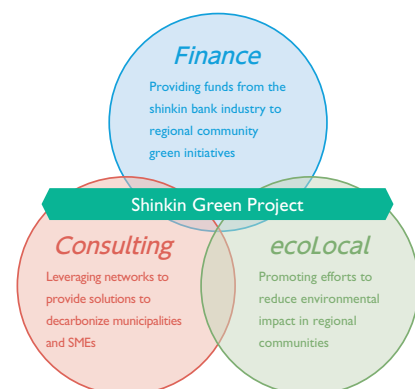 Finance
Providing funds from the
shinkin bank industry to
regional community
green initiatives
Shinkin Green Project
Consulting
Leveraging networks to
provide solutions to
decarbonize municipalities
and SMEs
ecoLocal
Promoting efforts to
reduce environmental
impact in regional
communities